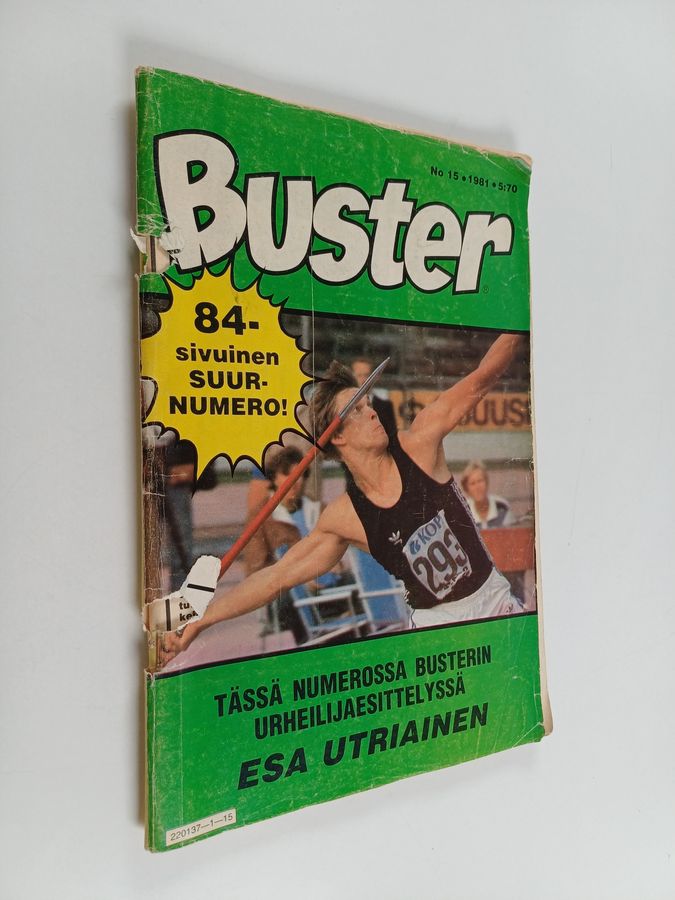 No 15 • 1981 • 5:70
Buster
®
84-
sivuinen
SUUR-
NUMERO!
KOP
293
TÄSSÄ NUMEROSSA BUSTERIN
URHEILIJAESITTELYSSÄ
ESA UTRIAINEN
220137—1—15